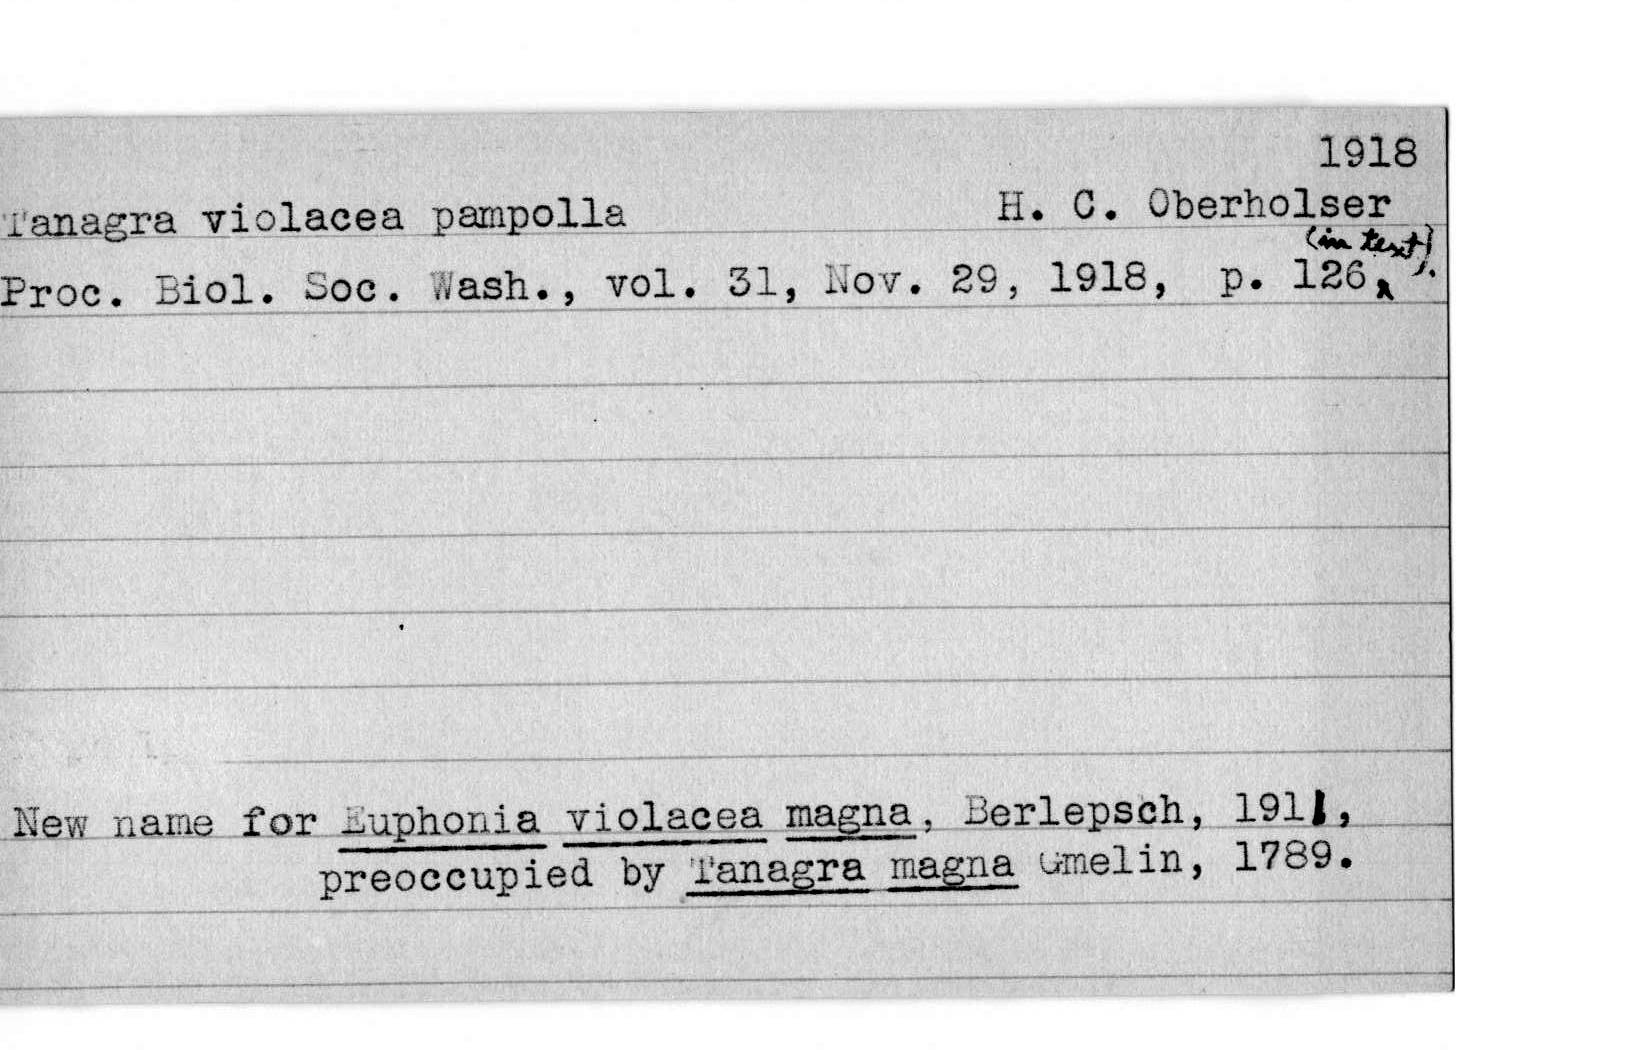 1918
Tanagra violacea pampolla H. C. Oberholser
(in text).
Proc. Biol. Soc. Wash., vol. 31, Nov. 29, 1918, p. 126,
New name for Euphonia violacea magna, Berlepsch, 1911,
preoccupied by Tanagra magna Gmelin, 1789.